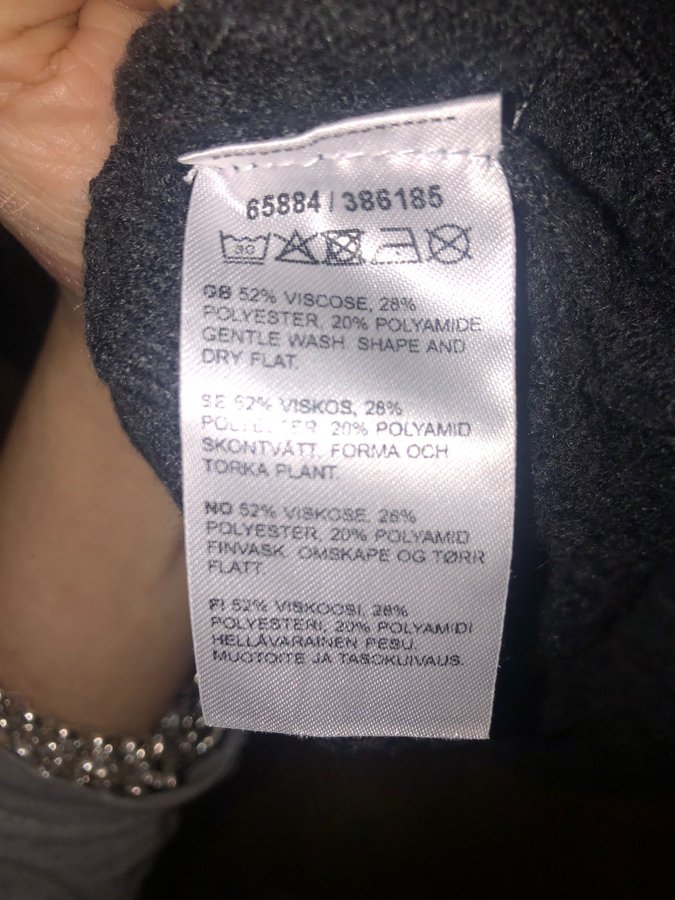 65884 / 386185
30
GB 52% VISCOSE, 28%
POLYESTER, 20% POLYAMIDE
GENTLE WASH. SHAPE AND
DRY FLAT.
SE 52% VISKOS, 28%
POLYESTER, 20% POLYAMID
SKONTVÄTT. FORMA OCH
TORKA PLANT.
NO 52% VISKOSE, 28%
POLYESTER, 20% POLYAMID
FINVASK. OMSKAPE OG TØRR
FLATT.
FI 52% VISKOOSI, 28%
POLYESTERI, 20% POLYAMIDI
HELLÄVARAINEN PESU.
MUOTOITE JA TASOKUIVAUS.